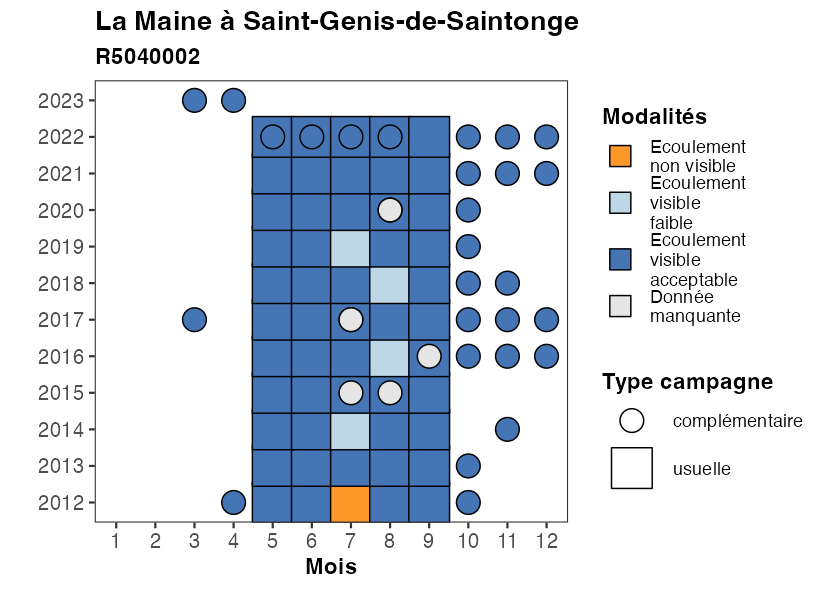 La Maine à Saint-Genis-de-Saintonge
R5040002
2023
2022
2021
2020
2019
2018
2017
2016
2015
2014
2013
2012
1 2 3 4 5 6 7 8 9 10 11 12
Mois
Modalités
Ecoulement
non visible
Ecoulement
visible
faible
Ecoulement
visible
acceptable
Donnée
manquante
Type campagne
complémentaire
usuelle